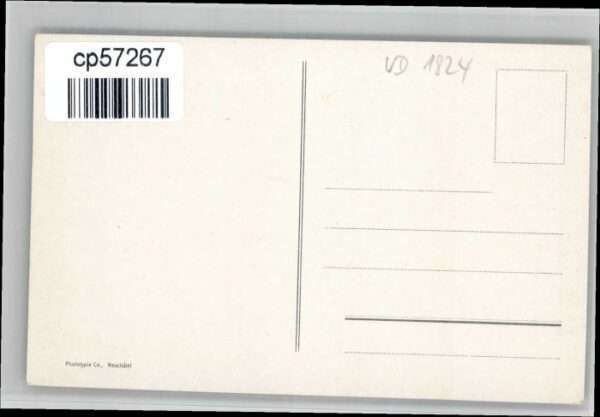 cp57267
VD 1824
Phototypie Co., Neuchâtel